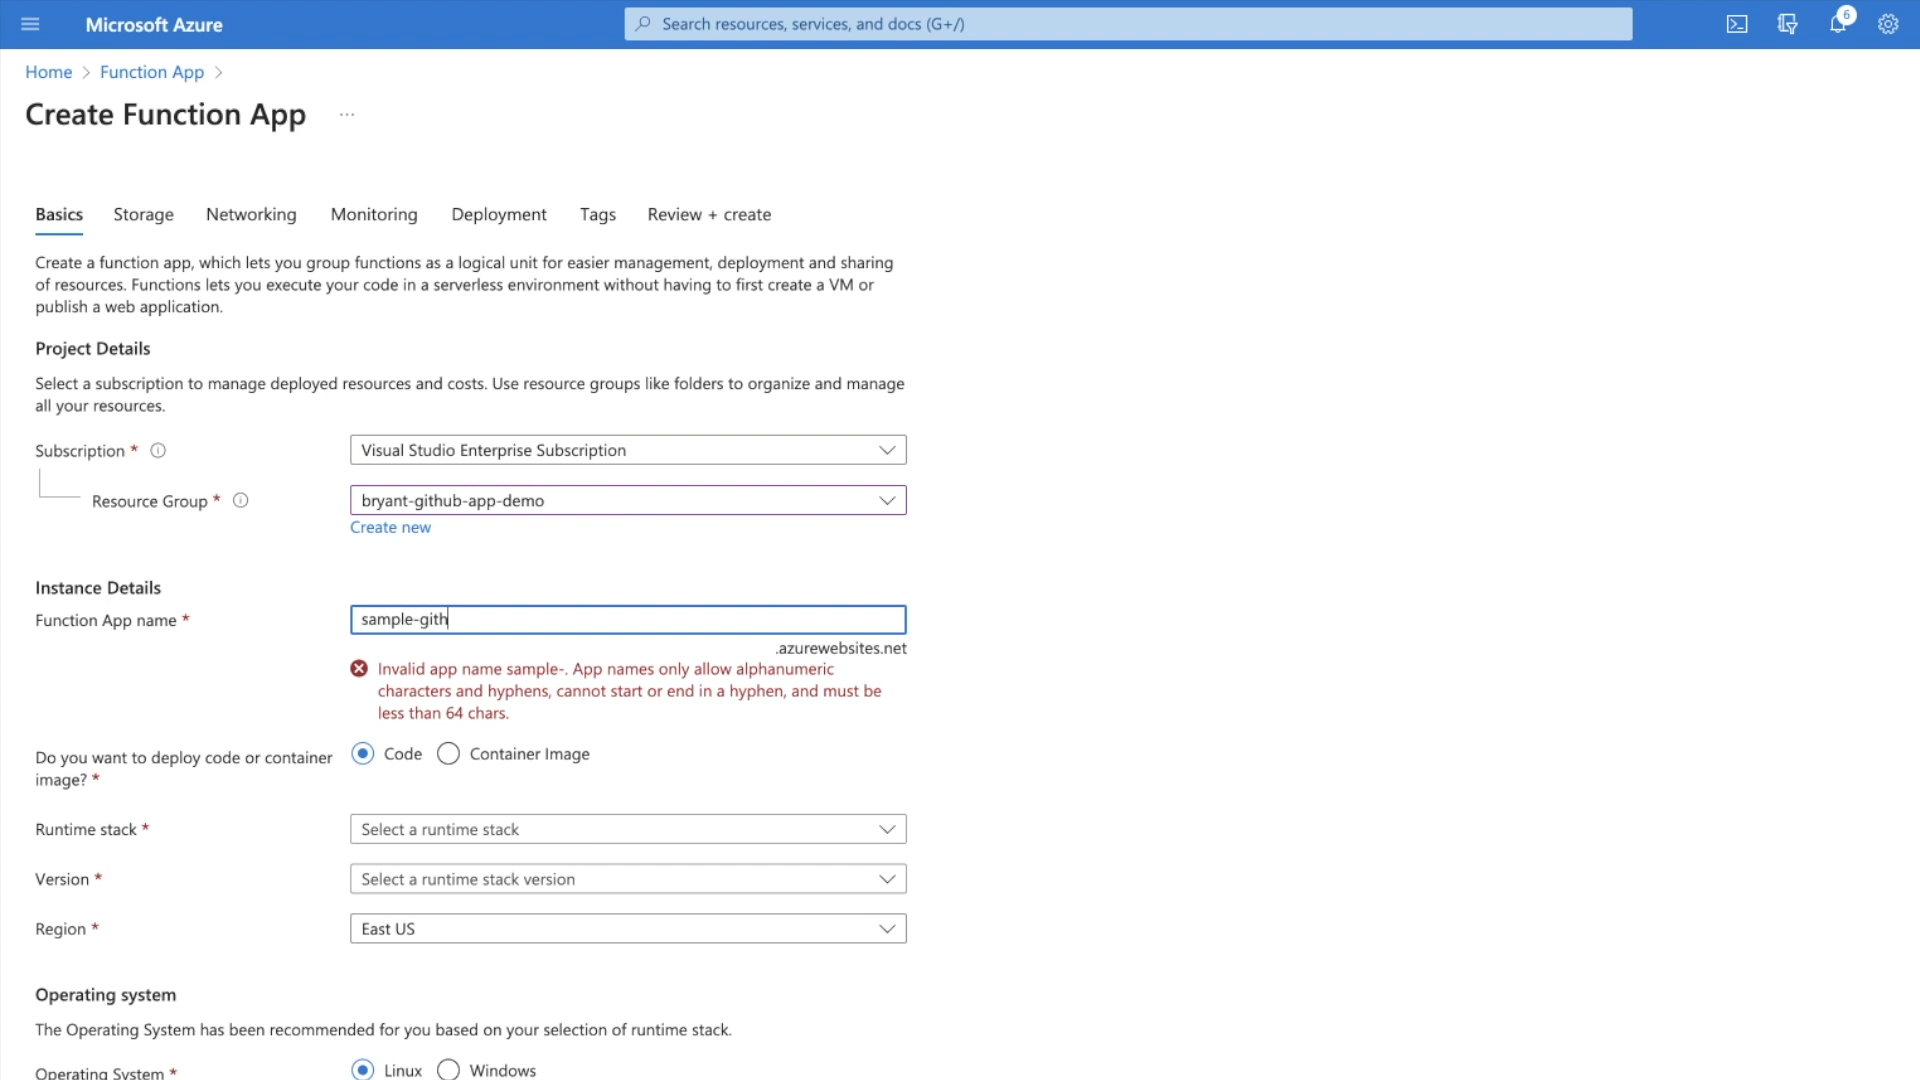 Microsoft Azure
Search resources, services, and docs (G+/)
6
Home > Function App >
Create Function App ...
Basics Storage Networking Monitoring Deployment Tags Review + create
Create a function app, which lets you group functions as a logical unit for easier management, deployment and sharing
of resources. Functions lets you execute your code in a serverless environment without having to first create a VM or
publish a web application.
Project Details
Select a subscription to manage deployed resources and costs. Use resource groups like folders to organize and manage
all your resources.
Subscription * Visual Studio Enterprise Subscription
Resource Group * bryant-github-app-demo
Create new
Instance Details
Function App name * sample-gith
.azurewebsites.net
Invalid app name sample-. App names only allow alphanumeric
characters and hyphens, cannot start or end in a hyphen, and must be
less than 64 chars.
Do you want to deploy code or container
image? *
Code Container Image
Runtime stack * Select a runtime stack
Version * Select a runtime stack version
Region * East US
Operating system
The Operating System has been recommended for you based on your selection of runtime stack.
Operating System * Linux Windows